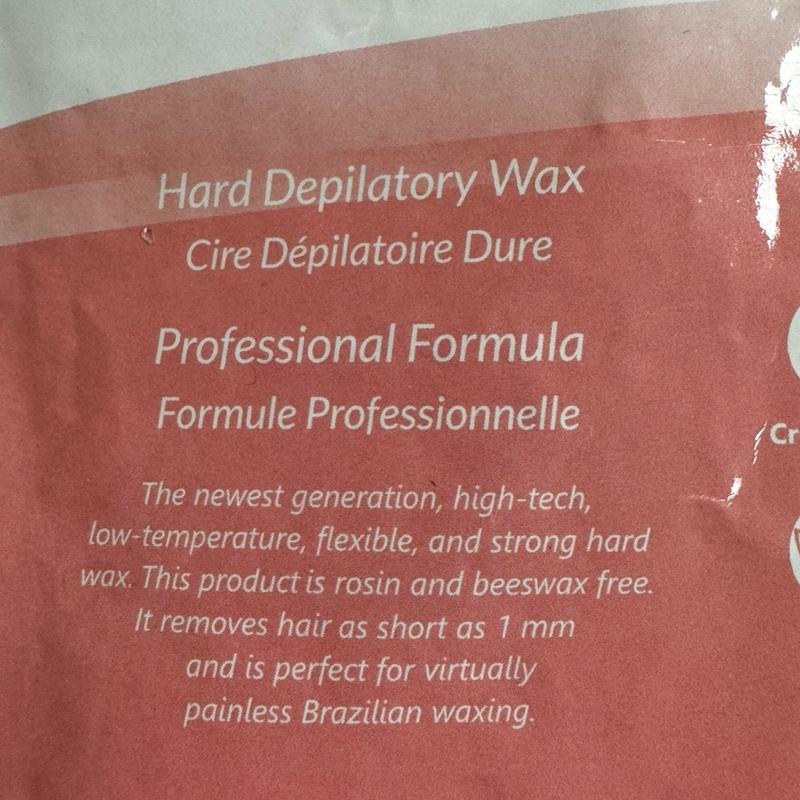 Hard Depilatory Wax
Cire Dépilatoire Dure
Professional Formula
Formule Professionnelle
The newest generation, high-tech,
low-temperature, flexible, and strong hard
wax. This product is rosin and beeswax free.
It removes hair as short as 1 mm
and is perfect for virtually
painless Brazilian waxing.